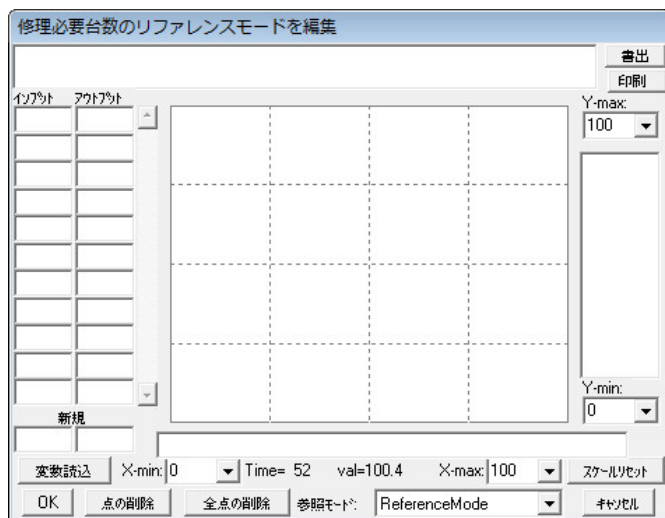 修理必要台数のリファレンスモードを編集
書出
印刷
ｲﾝﾌﾟｯﾄ ｱｳﾄﾌﾟｯﾄ
Y-max:
100
Y-min:
0
新規
変数読込 X-min: 0 Time= 52 val=100.4 X-max: 100 ｽｹｰﾙﾘｾｯﾄ
OK 点の削除 全点の削除 参照ﾓｰﾄﾞ: ReferenceMode ｷｬﾝｾﾙ